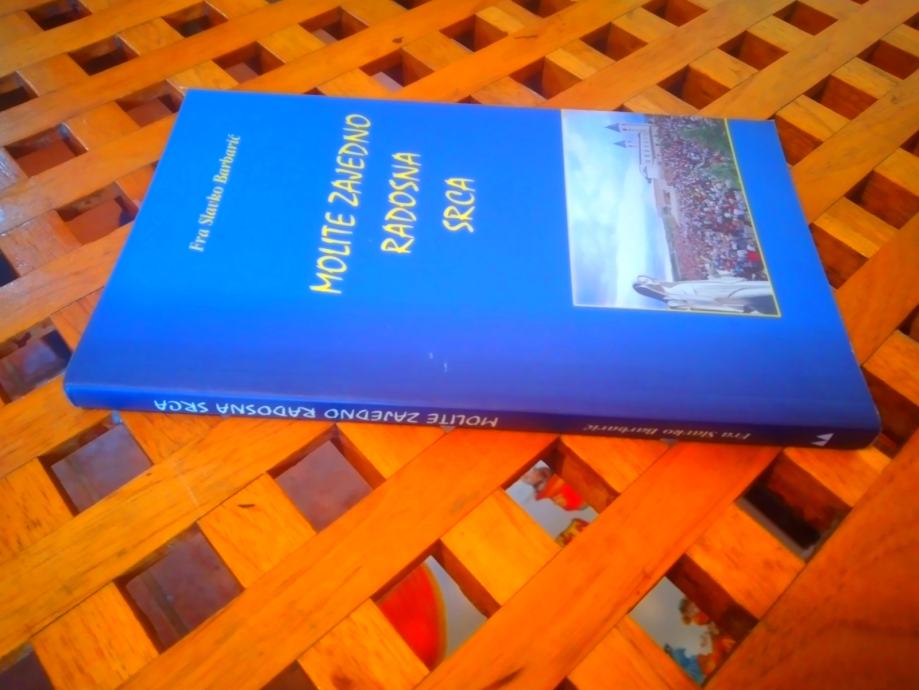 Fra Slavko Barbarić
MOLITE ZAJEDNO
RADOSNA
SRCA
Fra Slavko Barbarić
MOLITE ZAJEDNO RADOSNA SRCA